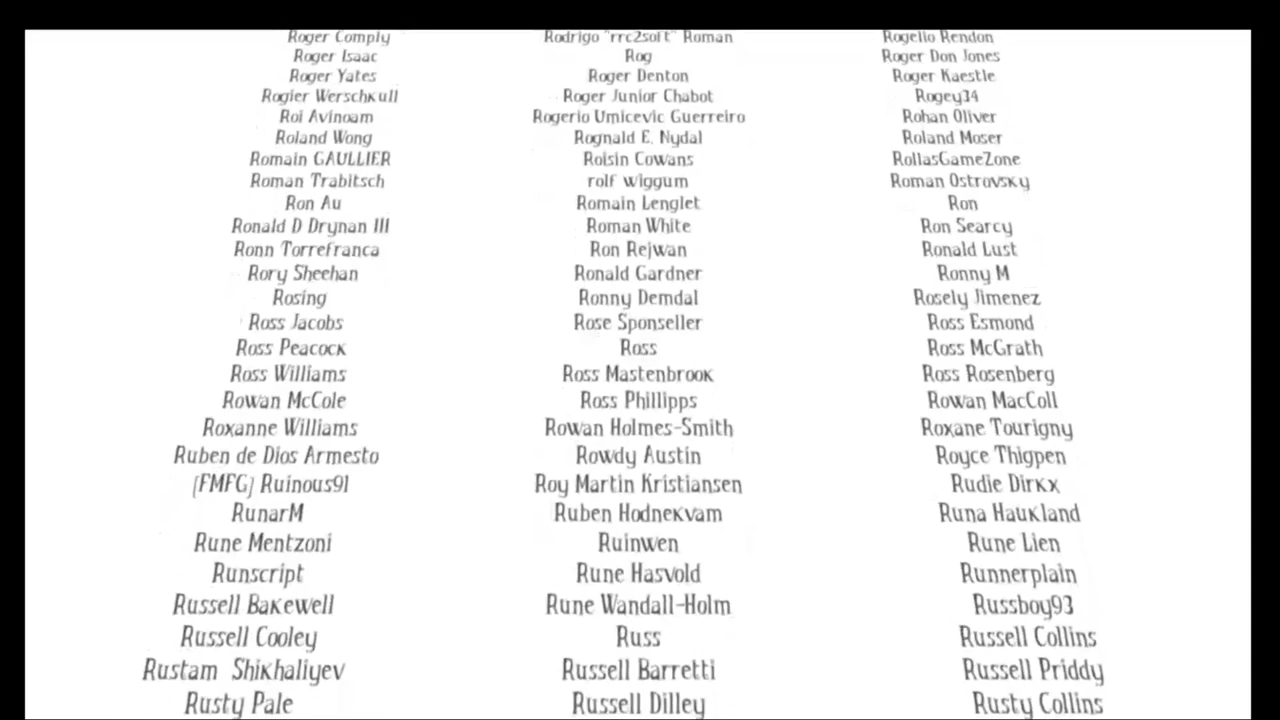 Roger Comply Rodrigo "rrc2soft" Roman Rogelio Rendon
Roger Isaac Rog Roger Don Jones
Roger Yates Roger Denton Roger Kaestle
Rogier Werschkull Roger Junior Chabot Rogey34
Roi Avinoam Rogerio Umicevic Guerreiro Rohan Oliver
Roland Wong Rognald E. Nydal Roland Moser
Romain GAULLIER Roisin Cowans RollasGameZone
Roman Trabitsch rolf wiggum Roman Ostrovsky
Ron Au Romain Lenglet Ron
Ronald D Drynan III Roman White Ron Searcy
Ronn Torrefranca Ron Rejwan Ronald Lust
Rory Sheehan Ronald Gardner Ronny M
Rosing Ronny Demdal Rosely Jimenez
Ross Jacobs Rose Sponseller Ross Esmond
Ross Peacock Ross Ross McGrath
Ross Williams Ross Mastenbrook Ross Rosenberg
Rowan McCole Ross Phillipps Rowan MacColl
Roxanne Williams Rowan Holmes-Smith Roxane Tourigny
Ruben de Dios Armesto Rowdy Austin Royce Thigpen
[FMFG] Ruinous91 Roy Martin Kristiansen Rudie Dirkx
RunarM Ruben Hodnekvam Runa Haukland
Rune Mentzoni Ruinwen Rune Lien
Runscript Rune Hasvold Runnerplain
Russell Bakewell Rune Wandall-Holm Russboy93
Russell Cooley Russ Russell Collins
Rustam Shikhaliyev Russell Barretti Russell Priddy
Rusty Pale Russell Dilley Rusty Collins